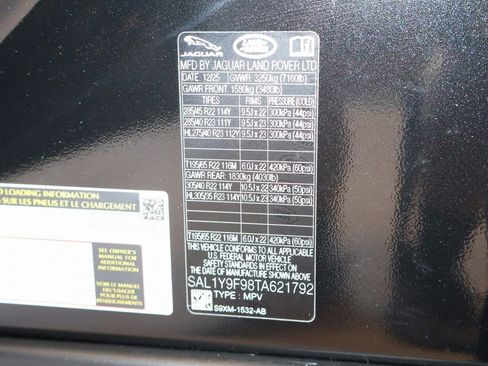 JAGUAR
LAND ROVER
MFD BY JAGUAR LAND ROVER LTD
DATE: 12/25 GVWR: 3250kg (7160lb)
GAWR FRONT: 1580kg (3480lb)
TIRES RIMS PRESSURE (COLD)
285/45 R22 114Y 9.5J x 22 300kPa (44psi)
285/40 R23 111Y 9.5J x 23 300kPa (44psi)
HL275/40 R23 112Y 9.5J x 23 300kPa (44psi)
T195/65 R22 116M 6.0J x 22 420kPa (60psi)
GAWR REAR: 1830kg (4030lb)
305/40 R22 114Y 10.5J x 22 340kPa (50psi)
HL305/35 R23 114Y 10.5J x 23 340kPa (50psi)
T195/65 R22 116M 6.0J x 22 420kPa (60psi)
THIS VEHICLE CONFORMS TO ALL APPLICABLE
U.S. FEDERAL MOTOR VEHICLE
SAFETY
IN EFFECT ON THE DATE OF MANUFACTURE SHOWN ABOVE
SAL1Y9F98TA621792
TYPE : MPV
S9XM-1532-AB
D LOADING INFORMATION
SUR LES PNEUS ET LE CHARGEMENT
SEE OWNER'S
MANUAL FOR
ADDITIONAL
INFORMATION
VOIR LE MANUEL
DE L'USAGER
POUR PLUS DE
RENSEIGNEMENTS